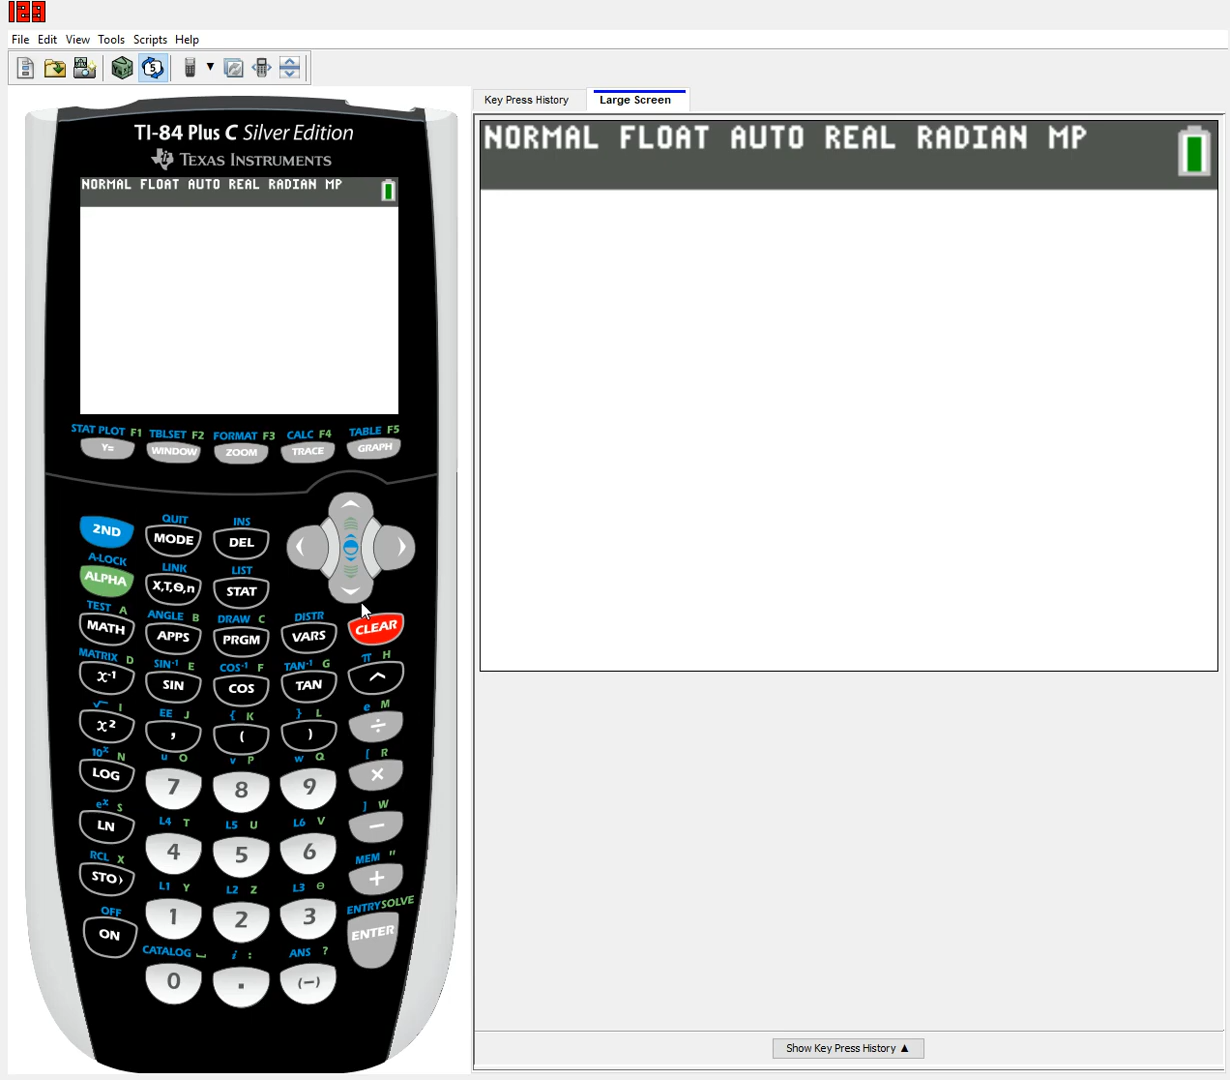 123
File Edit View Tools Scripts Help
Key Press History Large Screen
TI-84 Plus C Silver Edition
TEXAS INSTRUMENTS
NORMAL FLOAT AUTO REAL RADIAN MP
NORMAL FLOAT AUTO REAL RADIAN MP
STAT PLOT F1 TBLSET F2 FORMAT F3 CALC F4 TABLE F5
Y= WINDOW ZOOM TRACE GRAPH
QUIT INS
2ND MODE DEL
A-LOCK LINK LIST
ALPHA X,T,Θ,n STAT
TEST A ANGLE B DRAW C DISTR
MATH APPS PRGM VARS CLEAR
MATRIX D SIN⁻¹ E COS⁻¹ F TAN⁻¹ G π H
x⁻¹ SIN COS TAN ^
√ I EE J { K } L e M
x² , ( ) ÷
10ˣ N u O v P w Q [ R
LOG 7 8 9 ×
eˣ S L4 T L5 U L6 V ] W
LN 4 5 6 −
RCL X L1 Y L2 Z L3 Θ MEM "
STO› 1 2 3 +
OFF CATALOG ⎵ i : ANS ? ENTRY SOLVE
ON 0 . (−) ENTER
Show Key Press History ▲